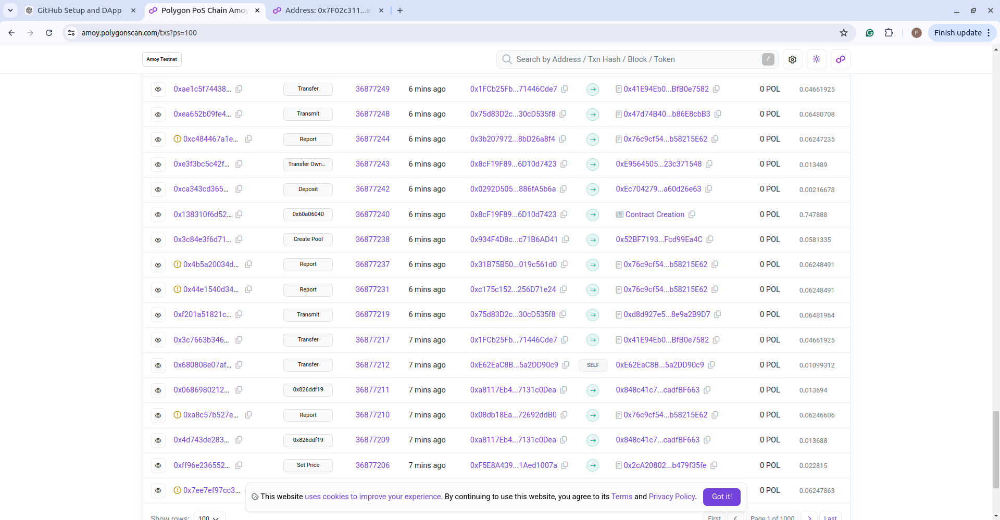 GitHub Setup and DApp
Polygon PoS Chain Amoy
Address: 0x7F02c311...a
amoy.polygonscan.com/txs?ps=100
F
Finish update
Amoy Testnet
Search by Address / Txn Hash / Block / Token
/
0xae1c5f74438... Transfer 36877249 6 mins ago 0x1FCb25Fb...71446Cde7 0x41E94Eb0...BfB0e7582 0 POL 0.04661925
0xea652b09fe4... Transmit 36877248 6 mins ago 0x75d83D2c...30cD535f8 0x47d74B40...b86E8cbB3 0 POL 0.06480708
0xc484467a1e... Report 36877244 6 mins ago 0x3b207972...8bD26a8f4 0x76c9cf54...b58215E62 0 POL 0.06247235
0xe3f3bc5c42f... Transfer Own... 36877243 6 mins ago 0x8cF19F89...6D10d7423 0xE9564505...23c371548 0 POL 0.013489
0xca343cd365... Deposit 36877242 6 mins ago 0x0292D505...886fA5b6a 0xEc704279...a60d26e63 0 POL 0.00216678
0x138310f6d52... 0x60a06040 36877240 6 mins ago 0x8cF19F89...6D10d7423 Contract Creation 0 POL 0.747888
0x3c84e3f6d71... Create Pool 36877238 6 mins ago 0x934F4D8c...c71B6AD41 0x52BF7193...Fcd99Ea4C 0 POL 0.0581335
0x4b5a20034d... Report 36877237 6 mins ago 0x31B75B50...019c561d0 0x76c9cf54...b58215E62 0 POL 0.06248491
0x44e1540d34... Report 36877231 6 mins ago 0xc175c152...256D71e24 0x76c9cf54...b58215E62 0 POL 0.06248491
0xf201a51821c... Transmit 36877219 6 mins ago 0x75d83D2c...30cD535f8 0xd8d927e5...8e9a2B9D7 0 POL 0.06481964
0x3c7663b346... Transfer 36877217 7 mins ago 0x1FCb25Fb...71446Cde7 0x41E94Eb0...BfB0e7582 0 POL 0.04661925
0x680808e07af... Transfer 36877212 7 mins ago 0xE62EaC8B...5a2DD90c9 SELF 0xE62EaC8B...5a2DD90c9 0 POL 0.01099312
0x0686980212... 0x826ddf19 36877211 7 mins ago 0xa8117Eb4...7131c0Dea 0x848c41c7...cadfBF663 0 POL 0.013694
0xa8c57b527e... Report 36877210 7 mins ago 0x08db18Ea...72692ddB0 0x76c9cf54...b58215E62 0 POL 0.06246606
0x4d743de283... 0x826ddf19 36877209 7 mins ago 0xa8117Eb4...7131c0Dea 0x848c41c7...cadfBF663 0 POL 0.013688
0xff96e236552... Set Price 36877206 7 mins ago 0xF5E8A439...1Aed1007a 0x2cA20802...b479f35fe 0 POL 0.022815
0x7ee7ef97cc3... 0 POL 0.06247863
This website uses cookies to improve your experience. By continuing to use this website, you agree to its Terms and Privacy Policy. Got it!
Show rows: 100 First Page 1 of 1000 Last